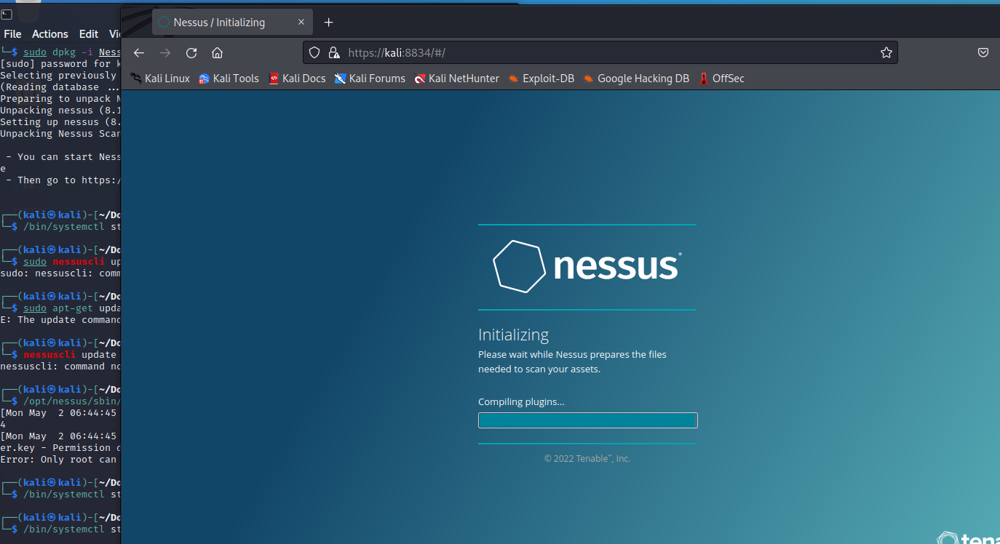 Nessus / Initializing
File Actions Edit Vi
https://kali:8834/#/
Kali Linux Kali Tools Kali Docs Kali Forums Kali NetHunter Exploit-DB Google Hacking DB OffSec
└─$ sudo dpkg -i Ness
[sudo] password for k
Selecting previously
(Reading database ...
Preparing to unpack N
Unpacking nessus (8.1
Setting up nessus (8.
Unpacking Nessus Scan
- You can start Ness
e
- Then go to https:/
┌──(kali㉿kali)-[~/Do
└─$ /bin/systemctl st
┌──(kali㉿kali)-[~/Do
└─$ sudo nessuscli up
sudo: nessuscli: comm
┌──(kali㉿kali)-[~/Do
└─$ sudo apt-get upda
E: The update command
┌──(kali㉿kali)-[~/Do
└─$ nessuscli update
nessuscli: command no
┌──(kali㉿kali)-[~/Do
└─$ /opt/nessus/sbin/
[Mon May  2 06:44:45
4
[Mon May  2 06:44:45
er.key - Permission d
Error: Only root can
┌──(kali㉿kali)-[~/Do
└─$ /bin/systemctl st
┌──(kali㉿kali)-[~/Do
└─$ /bin/systemctl st
nessus®
Initializing
Please wait while Nessus prepares the files
needed to scan your assets.
Compiling plugins...
© 2022 Tenable™, Inc.
tena